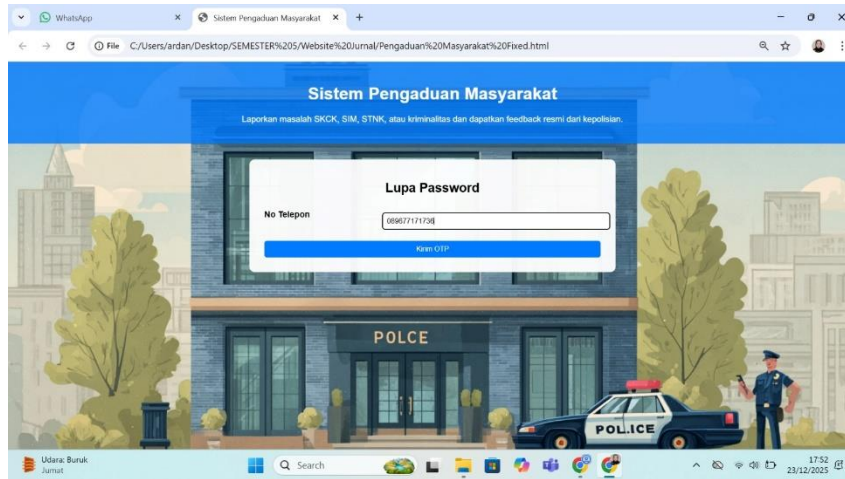 WhatsApp
Sistem Pengaduan Masyarakat
File
C:/Users/ardan/Desktop/SEMESTER%205/Website%20Jurnal/Pengaduan%20Masyarakat%20Fixed.html
Sistem Pengaduan Masyarakat
Laporkan masalah SKCK, SIM, STNK, atau kriminalitas dan dapatkan feedback resmi dari kepolisian.
Lupa Password
No Telepon
089677171736
Kirim OTP
POLCE
POL.ICE
Udara: Buruk
Jumat
Search
17:52
23/12/2025